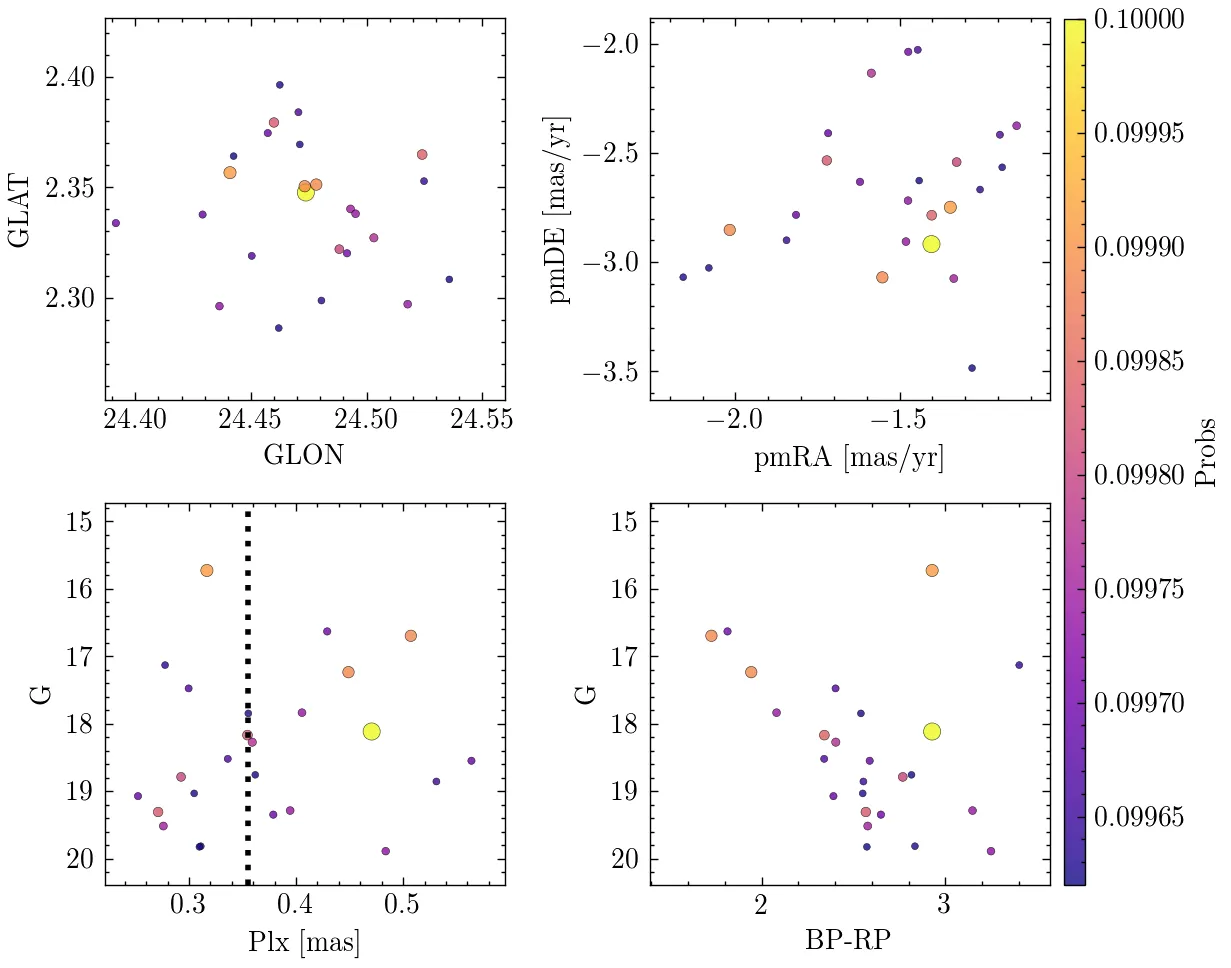 2.40
2.35
2.30
GLAT
24.40 24.45 24.50 24.55
GLON
−2.0
−2.5
−3.0
−3.5
pmDE [mas/yr]
−2.0 −1.5
pmRA [mas/yr]
0.10000
0.09995
0.09990
0.09985
0.09980
0.09975
0.09970
0.09965
Probs
15
16
17
18
19
20
G
0.3 0.4 0.5
Plx [mas]
15
16
17
18
19
20
G
2 3
BP-RP